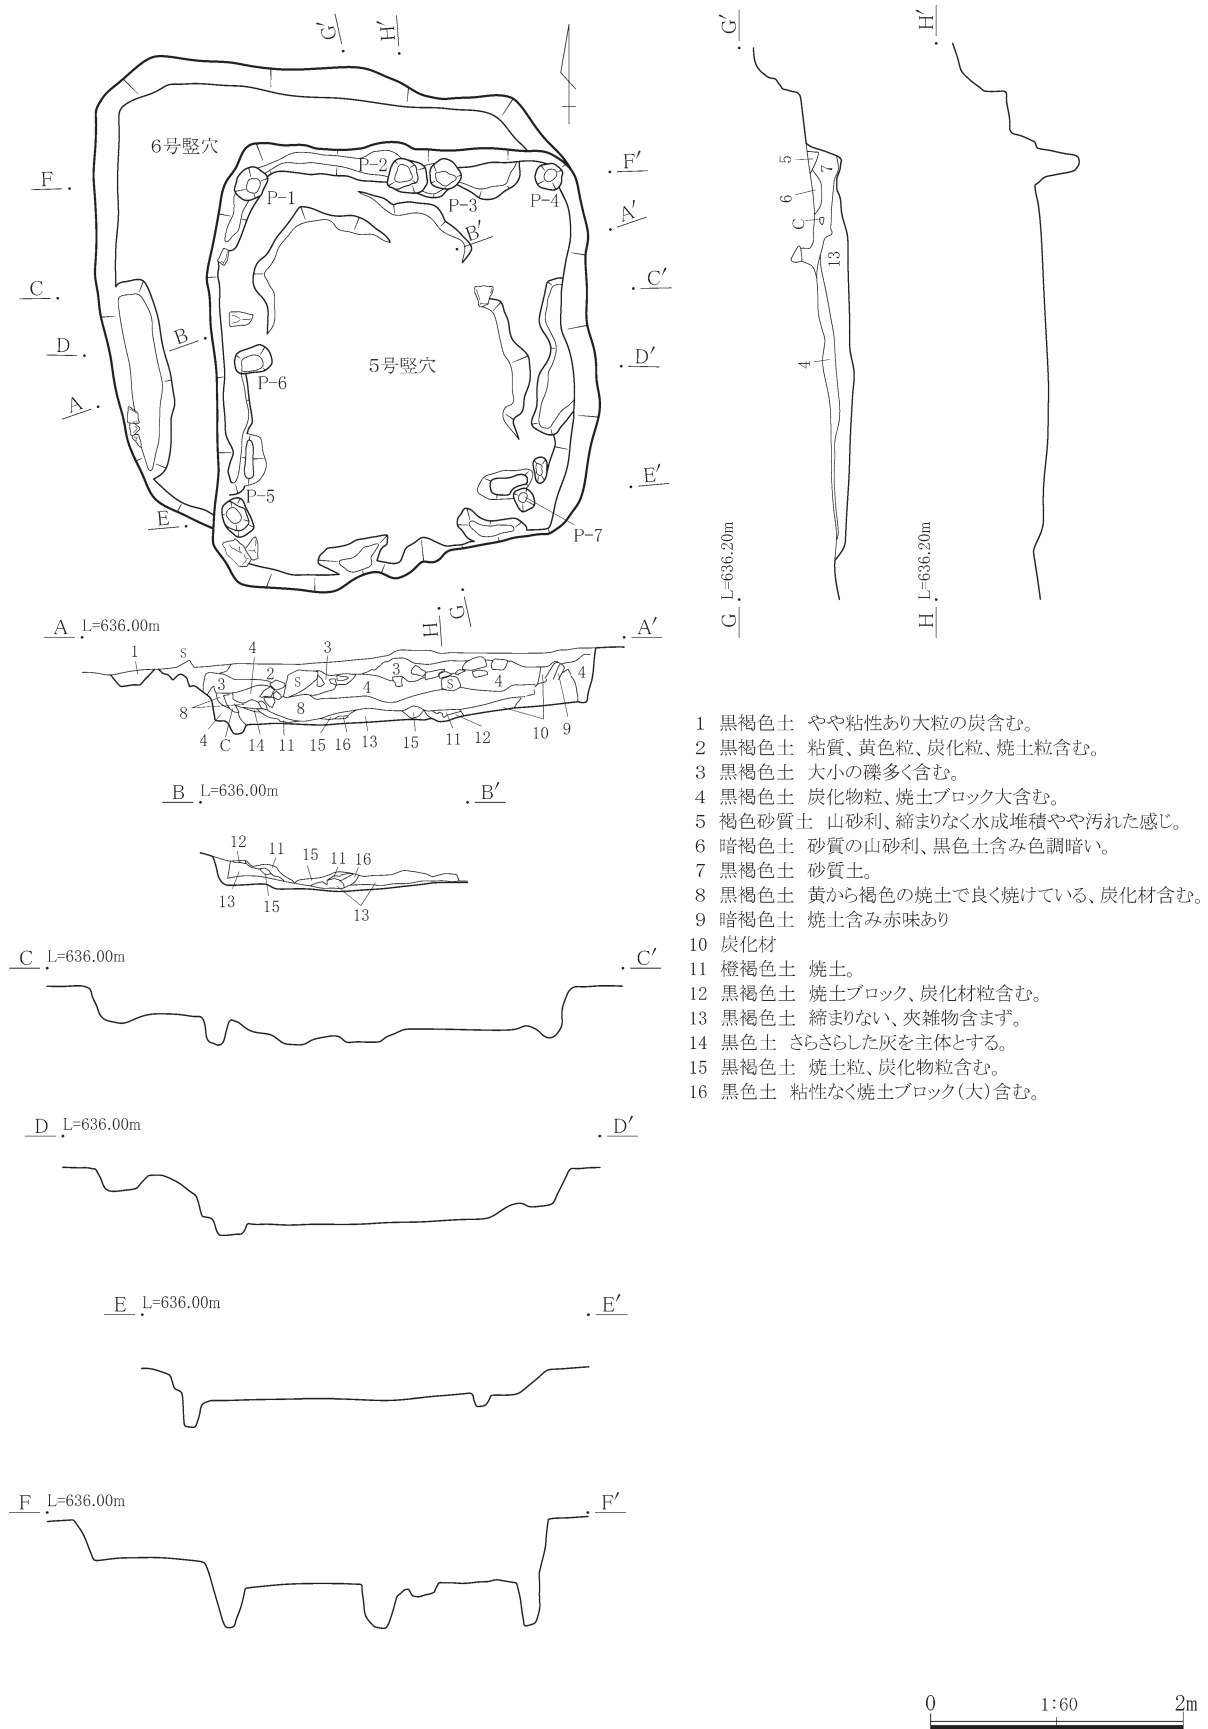 G′ H′
6号竪穴
P-2
F F′
P-1 P-3 P-4
A′
B′
C C′
B
D D′
5号竪穴
P-6
A
E′
P-5
E
P-7
H G
G′
5 7
6
C
13
4
G L=636.20m
H′
H L=636.20m
A L=636.00m A′
1 S 4 3
2 3 S 4 3 S 4 4
8 8
4 C 14 11 15 16 13 15 11 12 10 9
B L=636.00m B′
12 11 15 11 16
13 15 13
C L=636.00m C′
D L=636.00m D′
E L=636.00m E′
F L=636.00m F′
1 黒褐色土 やや粘性あり大粒の炭含む。
2 黒褐色土 粘質、黄色粒、炭化粒、焼土粒含む。
3 黒褐色土 大小の礫多く含む。
4 黒褐色土 炭化物粒、焼土ブロック大含む。
5 褐色砂質土 山砂利、締まりなく水成堆積やや汚れた感じ。
6 暗褐色土 砂質の山砂利、黒色土含み色調暗い。
7 黒褐色土 砂質土。
8 黒褐色土 黄から褐色の焼土で良く焼けている、炭化材含む。
9 暗褐色土 焼土含み赤味あり
10 炭化材
11 橙褐色土 焼土。
12 黒褐色土 焼土ブロック、炭化材粒含む。
13 黒褐色土 締まりない、夾雑物含まず。
14 黒色土 さらさらした灰を主体とする。
15 黒褐色土 焼土粒、炭化物粒含む。
16 黒色土 粘性なく焼土ブロック（大）含む。
0 1:60 2m